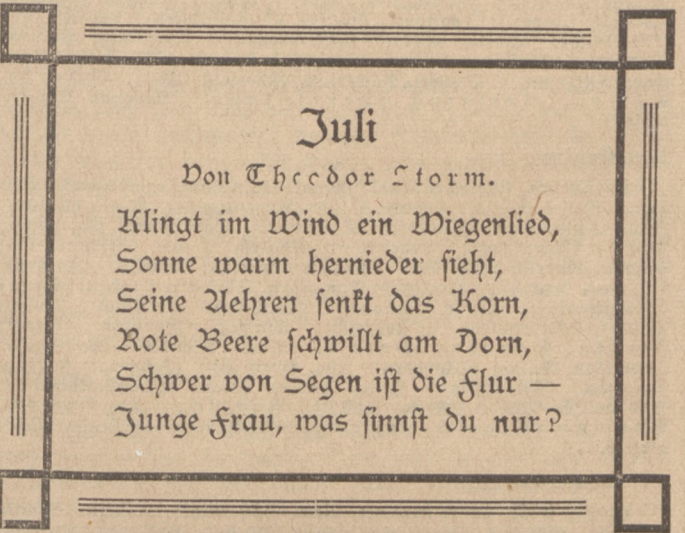 Juli
Von Theodor Storm.
Klingt im Wind ein Wiegenlied,
Sonne warm hernieder sieht,
Seine Aehren senkt das Korn,
Rote Beere schwillt am Dorn,
Schwer von Segen ist die Flur —
Junge Frau, was sinnst du nur?